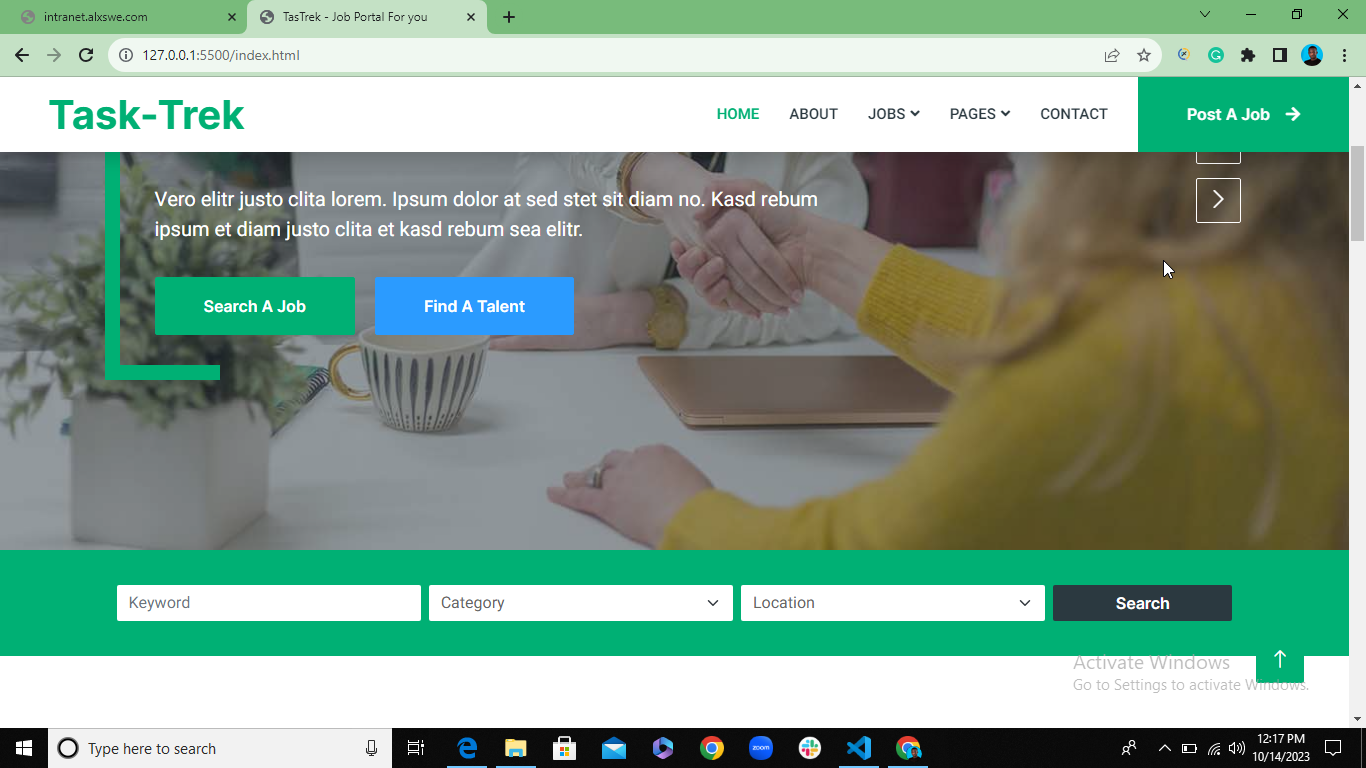 intranet.alxswe.com
TasTrek - Job Portal For you
127.0.0.1:5500/index.html
Task-Trek
HOME
ABOUT
JOBS
PAGES
CONTACT
Post A Job
Vero elitr justo clita lorem. Ipsum dolor at sed stet sit diam no. Kasd rebum
ipsum et diam justo clita et kasd rebum sea elitr.
Search A Job
Find A Talent
Keyword
Category
Location
Search
Activate Windows
Go to Settings to activate Windows.
Type here to search
zoom
12:17 PM
10/14/2023